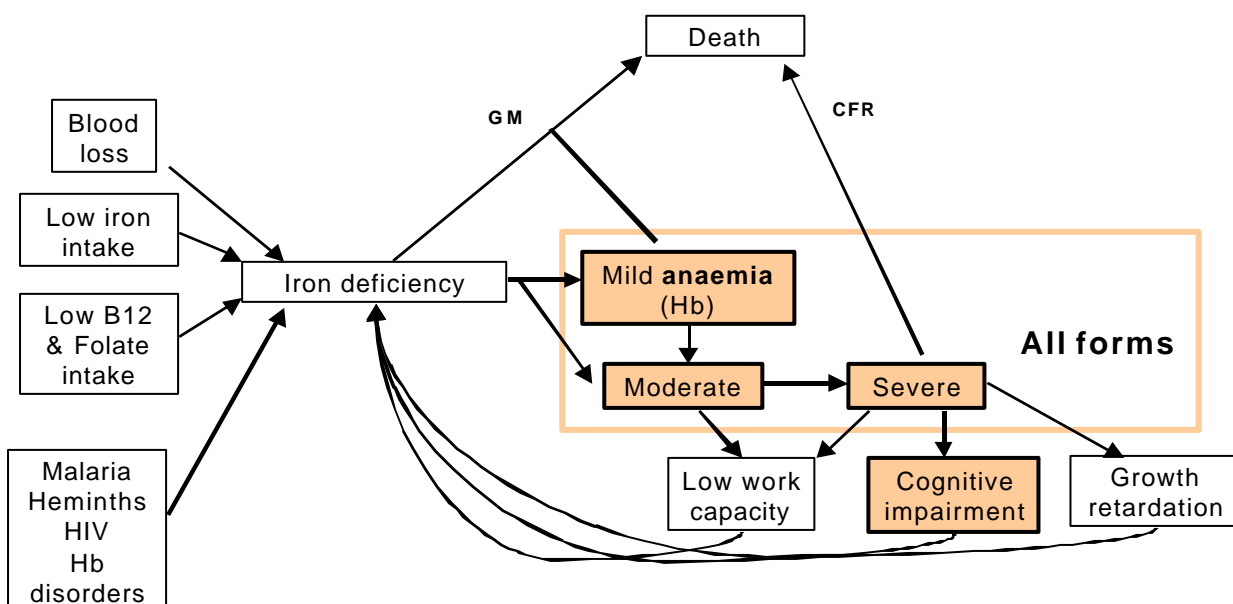 Death
GM
CFR
Blood
loss
Low iron
intake
Iron deficiency
Low B12
& Folate
intake
Malaria
Heminths
HIV
Hb
disorders
Mild anaemia
(Hb)
All forms
Moderate
Severe
Low work
capacity
Cognitive
impairment
Growth
retardation